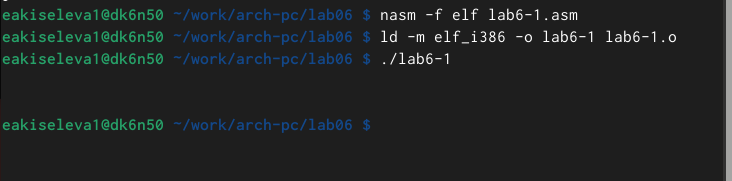 eakiseleva1@dk6n50 ~/work/arch-pc/lab06 $ nasm -f elf lab6-1.asm
eakiseleva1@dk6n50 ~/work/arch-pc/lab06 $ ld -m elf_i386 -o lab6-1 lab6-1.o
eakiseleva1@dk6n50 ~/work/arch-pc/lab06 $ ./lab6-1
eakiseleva1@dk6n50 ~/work/arch-pc/lab06 $